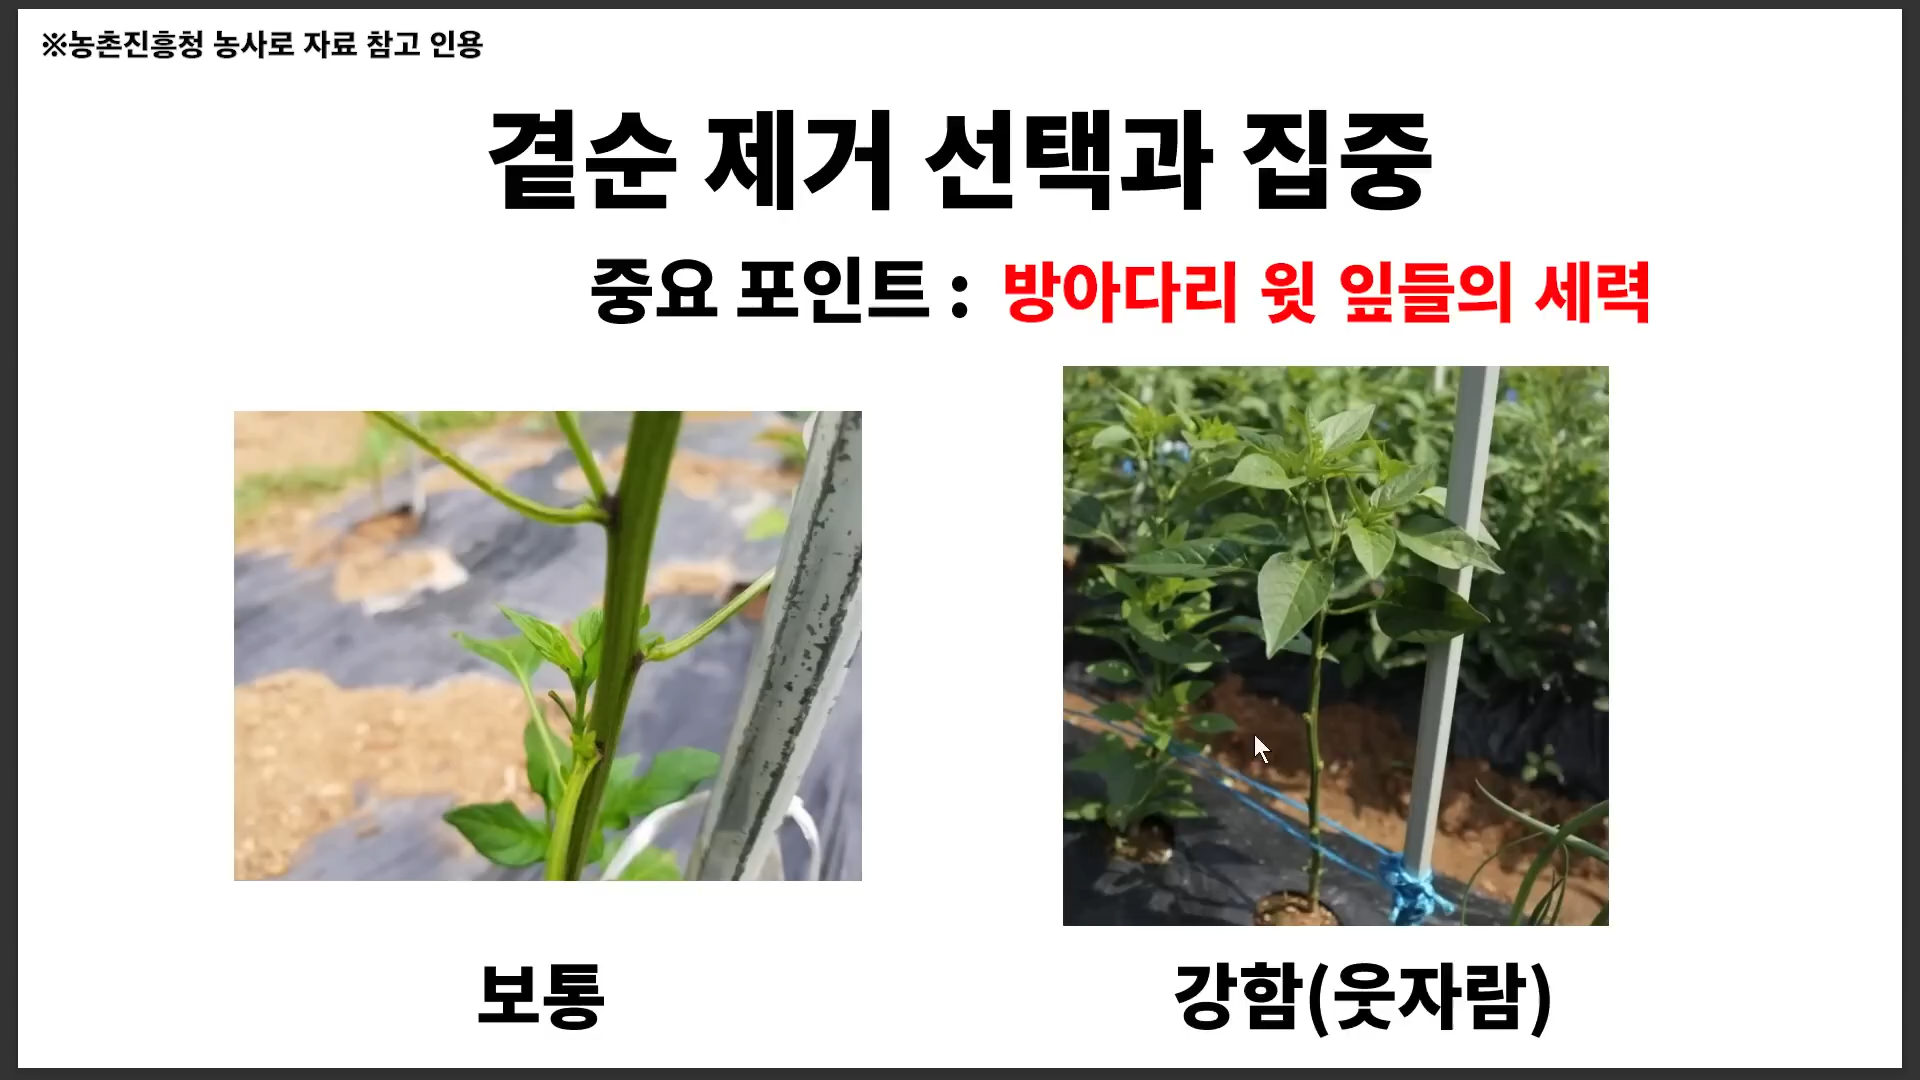 ※농촌진흥청 농사로 자료 참고 인용
곁순 제거 선택과 집중
중요 포인트 : 방아다리 윗 잎들의 세력
보통
강함(웃자람)